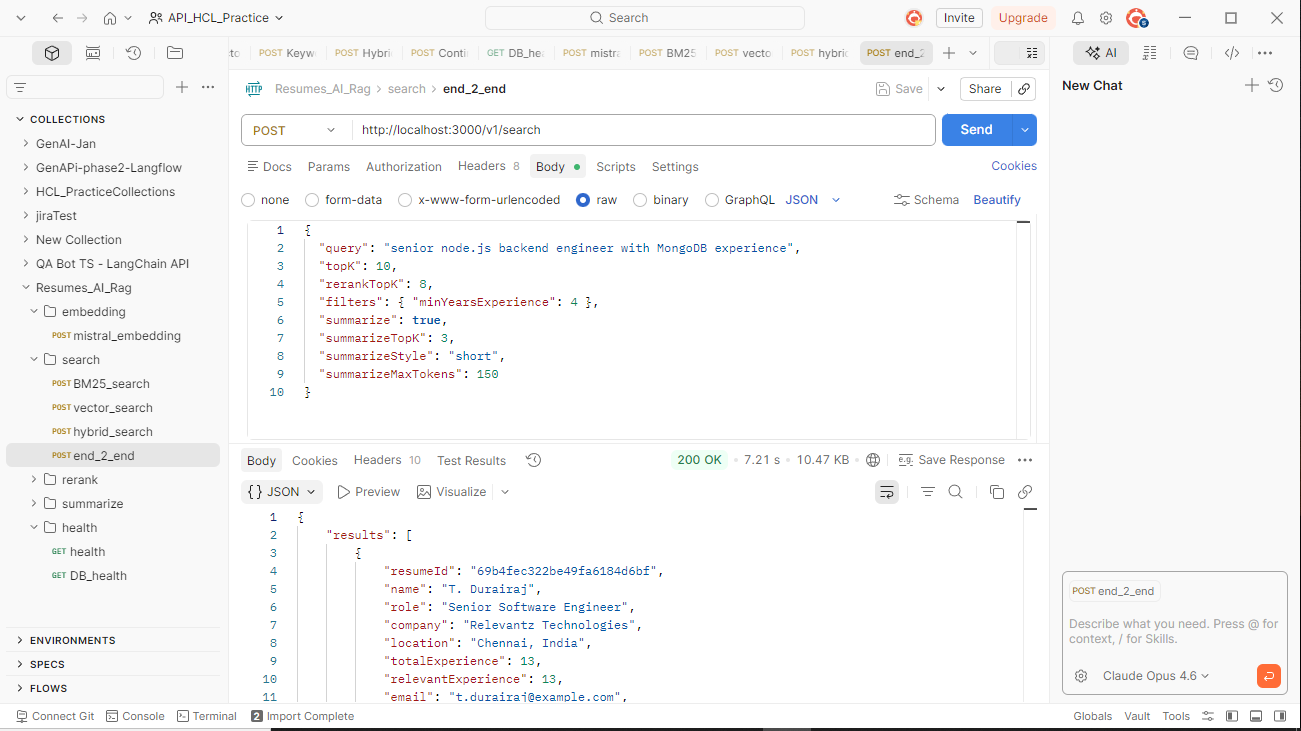 API_HCL_Practice
Search
Invite
Upgrade
POST Keyw
POST Hybri
POST Conti
GET DB_hea
POST mistra
POST BM25
POST vecto
POST hybric
POST end_2
AI
COLLECTIONS
GenAI-Jan
GenAPi-phase2-Langflow
HCL_PracticeCollections
jiraTest
New Collection
QA Bot TS - LangChain API
Resumes_AI_Rag
embedding
POST mistral_embedding
search
POST BM25_search
POST vector_search
POST hybrid_search
POST end_2_end
rerank
summarize
health
GET health
GET DB_health
ENVIRONMENTS
SPECS
FLOWS
HTTP Resumes_AI_Rag > search > end_2_end
Save
Share
POST http://localhost:3000/v1/search
Send
Docs Params Authorization Headers 8 Body Scripts Settings
Cookies
none form-data x-www-form-urlencoded raw binary GraphQL JSON
Schema Beautify
1 {
2 "query": "senior node.js backend engineer with MongoDB experience",
3 "topK": 10,
4 "rerankTopK": 8,
5 "filters": { "minYearsExperience": 4 },
6 "summarize": true,
7 "summarizeTopK": 3,
8 "summarizeStyle": "short",
9 "summarizeMaxTokens": 150
10 }
Body Cookies Headers 10 Test Results
200 OK • 7.21 s • 10.47 KB
e.g. Save Response
{} JSON Preview Visualize
1 {
2 "results": [
3 {
4 "resumeId": "69b4fec322be49fa6184d6bf",
5 "name": "T. Durairaj",
6 "role": "Senior Software Engineer",
7 "company": "Relevantz Technologies",
8 "location": "Chennai, India",
9 "totalExperience": 13,
10 "relevantExperience": 13,
11 "email": "t.durairaj@example.com",
New Chat
POST end_2_end
Describe what you need. Press @ for
context, / for Skills.
Claude Opus 4.6
Connect Git Console Terminal 2 Import Complete
Globals Vault Tools